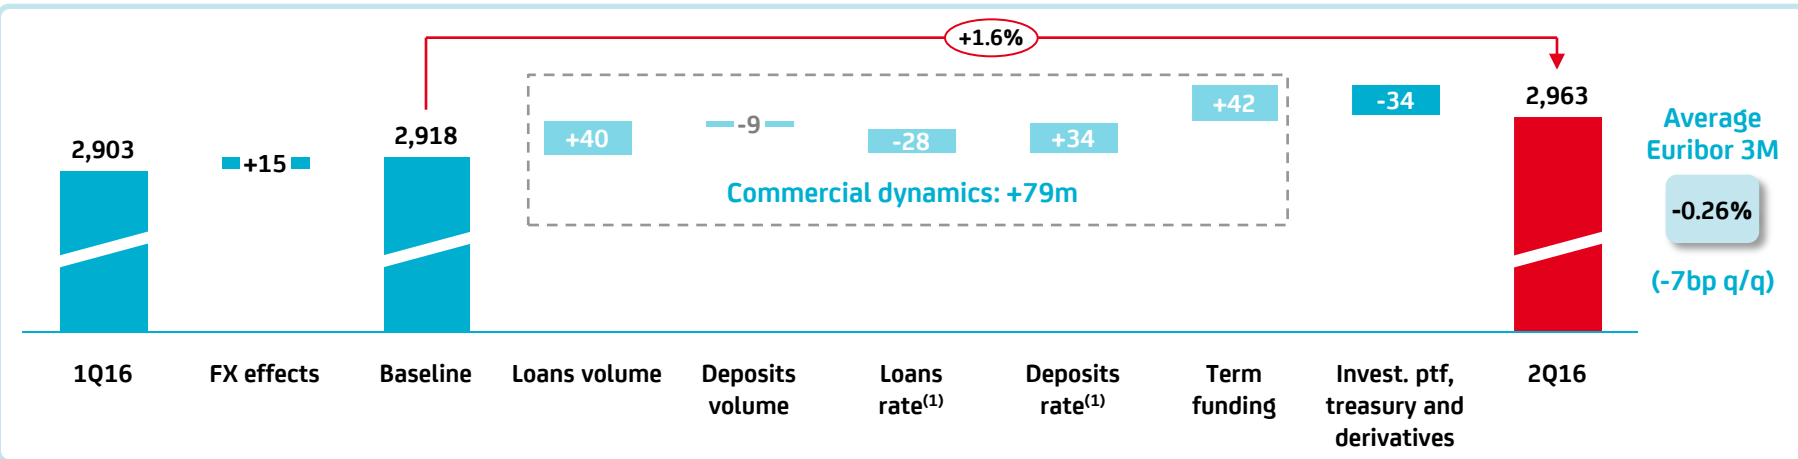 +1.6%
2,903
+15
2,918
+40
-9
-28
+34
+42
-34
2,963
Commercial dynamics: +79m
Average
Euribor 3M
-0.26%
(-7bp q/q)
1Q16
FX effects
Baseline
Loans volume
Deposits
volume
Loans
rate(1)
Deposits
rate(1)
Term
funding
Invest. ptf,
treasury and
derivatives
2Q16